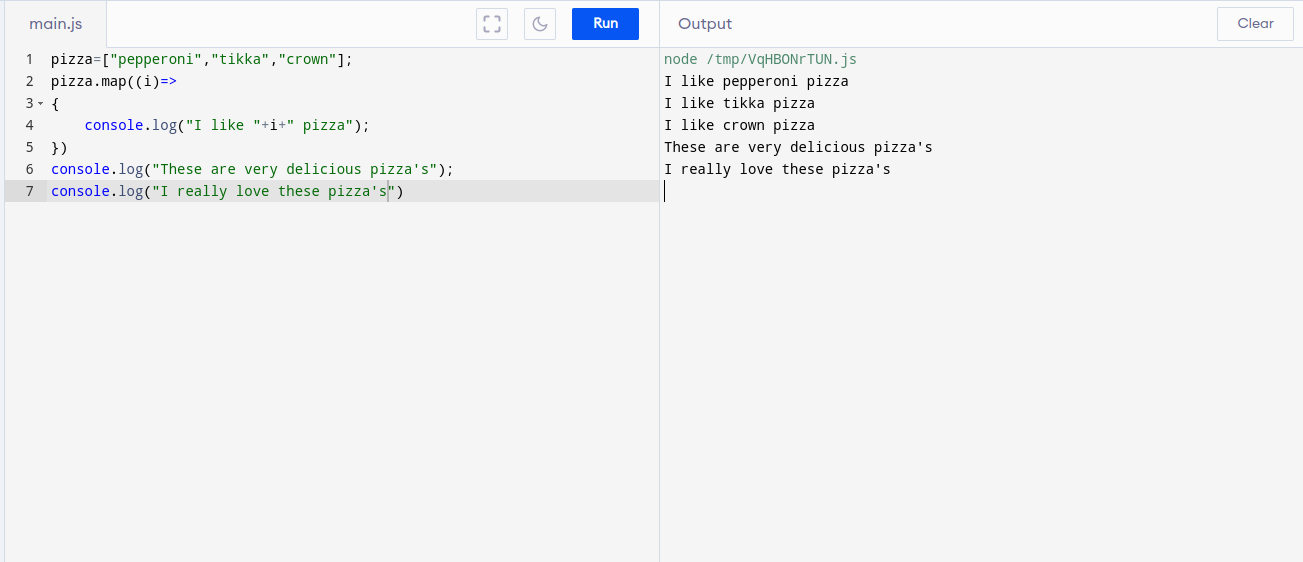 main.js
Run
Output
Clear
1 pizza=["pepperoni","tikka","crown"];
2 pizza.map((i)=>
3 {
4     console.log("I like "+i+" pizza");
5 })
6 console.log("These are very delicious pizza's");
7 console.log("I really love these pizza's")
node /tmp/VqHBONrTUN.js
I like pepperoni pizza
I like tikka pizza
I like crown pizza
These are very delicious pizza's
I really love these pizza's